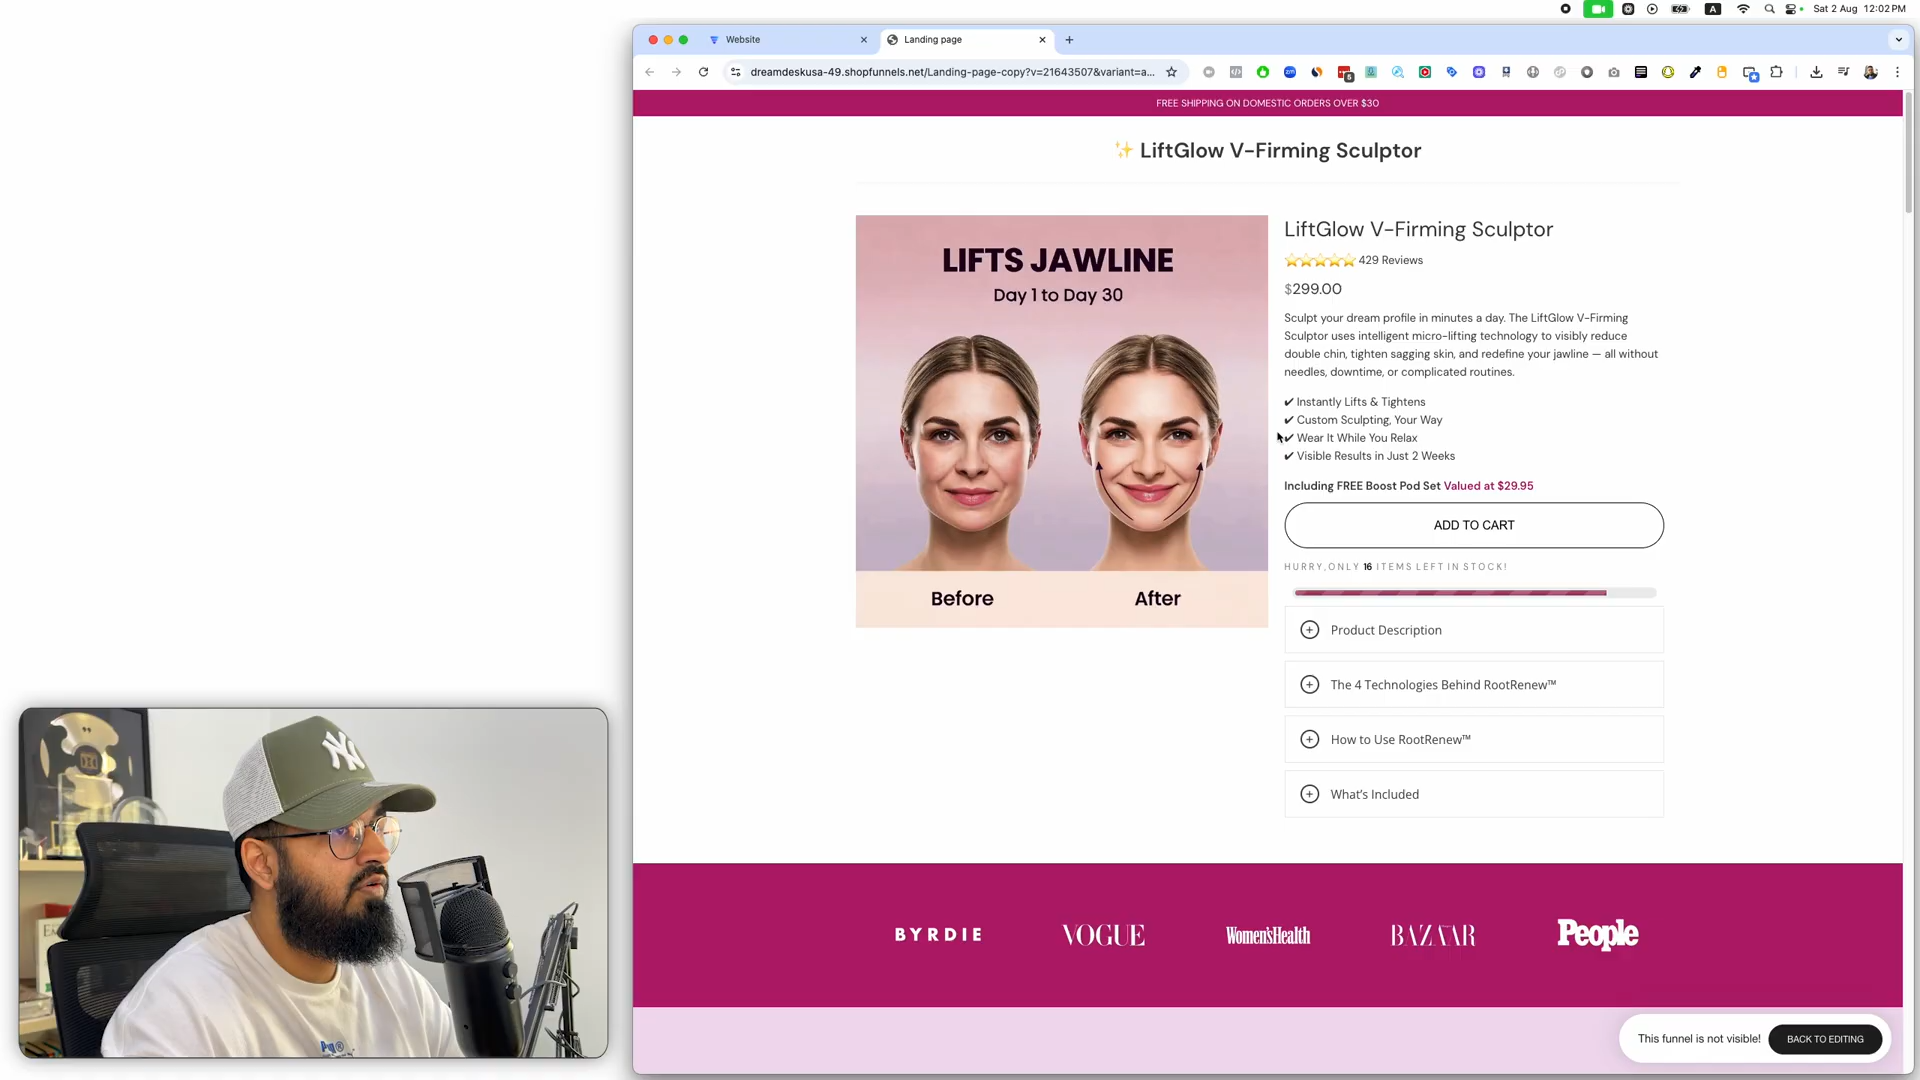 Sat 2 Aug 12:02 PM
Website
Landing page
dreamdeskusa-49.shopfunnels.net/Landing-page-copy?v=21643507&variant=a...
FREE SHIPPING ON DOMESTIC ORDERS OVER $30
✨ LiftGlow V-Firming Sculptor
LIFTS JAWLINE
Day 1 to Day 30
Before
After
LiftGlow V-Firming Sculptor
⭐⭐⭐⭐⭐ 429 Reviews
$299.00
Sculpt your dream profile in minutes a day. The LiftGlow V-Firming
Sculptor uses intelligent micro-lifting technology to visibly reduce
double chin, tighten sagging skin, and redefine your jawline — all without
needles, downtime, or complicated routines.
✔ Instantly Lifts & Tightens
✔ Custom Sculpting, Your Way
✔ Wear It While You Relax
✔ Visible Results in Just 2 Weeks
Including FREE Boost Pod Set Valued at $29.95
ADD TO CART
HURRY, ONLY 16 ITEMS LEFT IN STOCK!
Product Description
The 4 Technologies Behind RootRenew™
How to Use RootRenew™
What's Included
BYRDIE
VOGUE
Women'sHealth
BAZAAR
People
This funnel is not visible!
BACK TO EDITING
NY